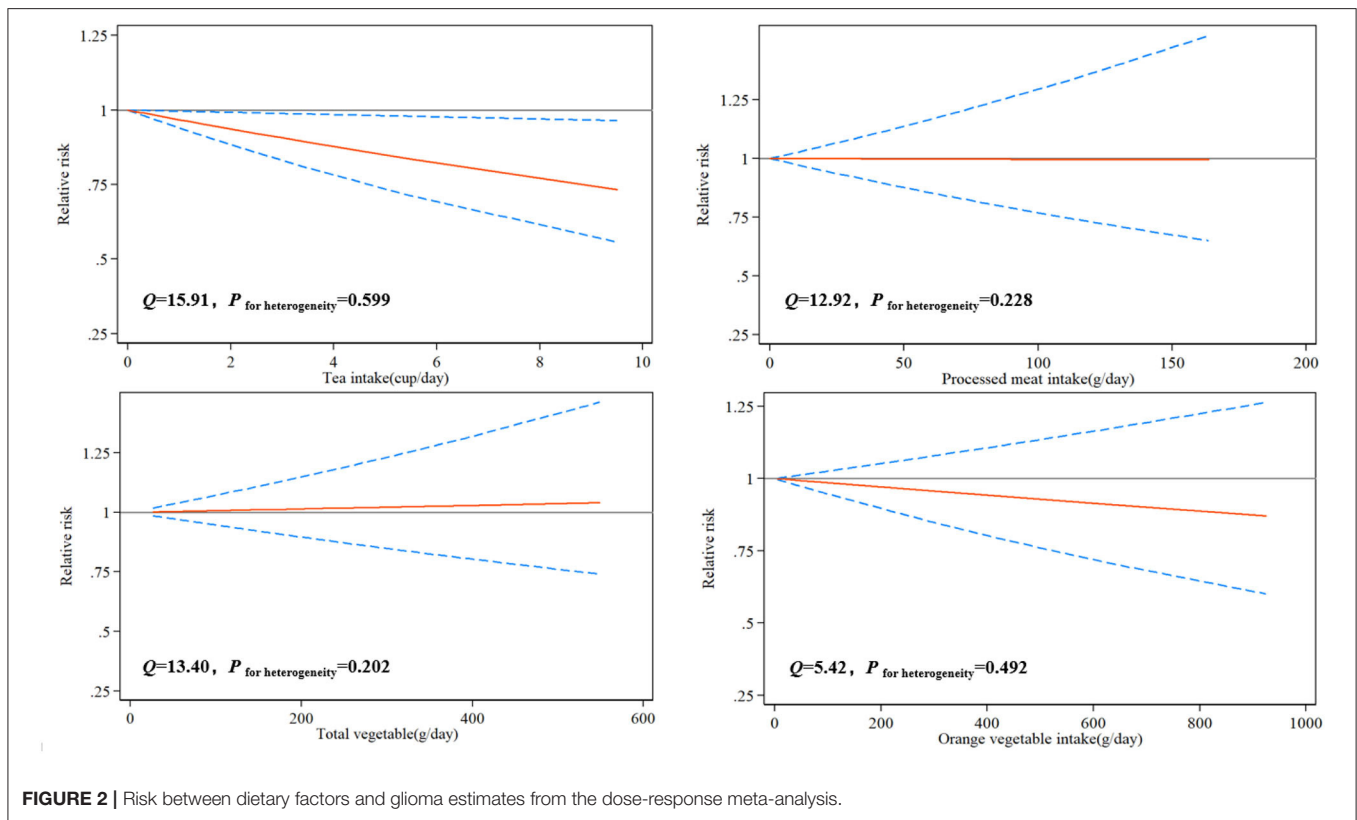 1.25
1
.75
.5
.25
Relative risk
Q=15.91, P for heterogeneity=0.599
0 2 4 6 8 10
Tea intake(cup/day)
1.25
1
.75
.5
.25
Relative risk
Q=12.92, P for heterogeneity=0.228
0 50 100 150 200
Processed meat intake(g/day)
1.25
1
.75
.5
.25
Relative risk
Q=13.40, P for heterogeneity=0.202
0 200 400 600
Total vegetable(g/day)
1.25
1
.75
.5
.25
Relative risk
Q=5.42, P for heterogeneity=0.492
0 200 400 600 800 1000
Orange vegetable intake(g/day)
FIGURE 2 | Risk between dietary factors and glioma estimates from the dose-response meta-analysis.